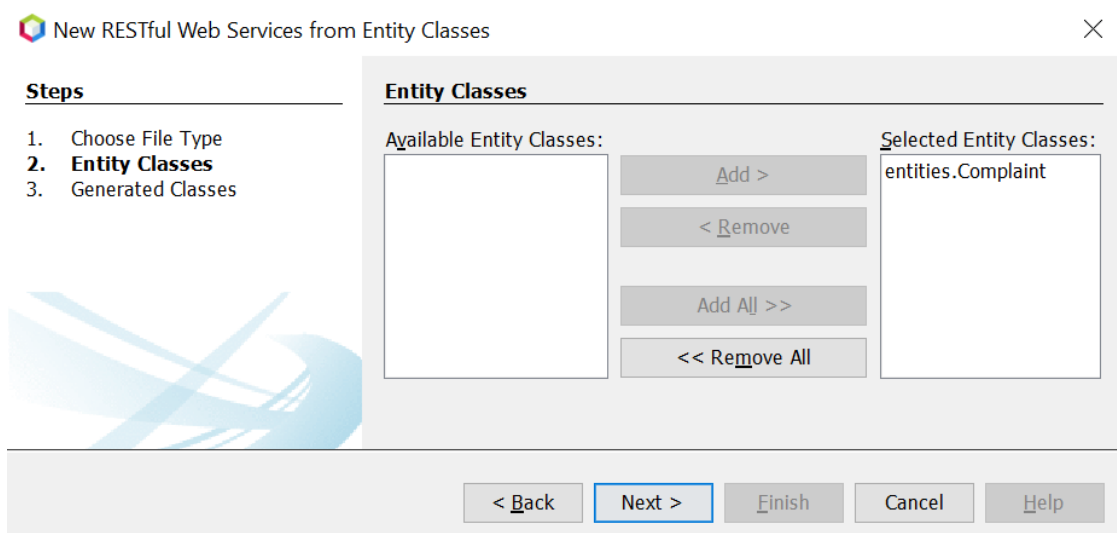 New RESTful Web Services from Entity Classes
Steps
1. Choose File Type
2. Entity Classes
3. Generated Classes
Entity Classes
Available Entity Classes:
Add >
< Remove
Add All >>
<< Remove All
Selected Entity Classes:
entities.Complaint
< Back
Next >
Finish
Cancel
Help